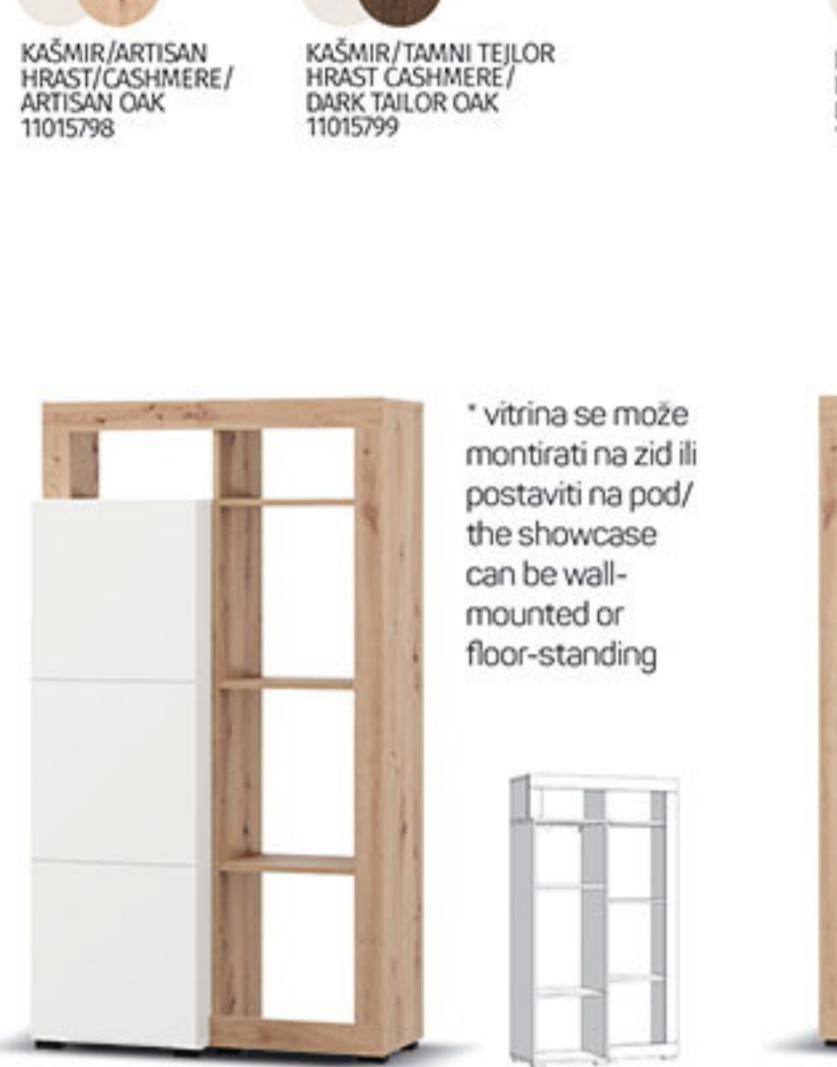 KAŠMIR/ARTISAN
HRAST/CASHMERE/
ARTISAN OAK
11015798
KAŠMIR/TAMNI TEJLOR
HRAST CASHMERE/
DARK TAILOR OAK
11015799
* vitrina se može
montirati na zid ili
postaviti na pod/
the showcase
can be wall-
mounted or
floor-standing